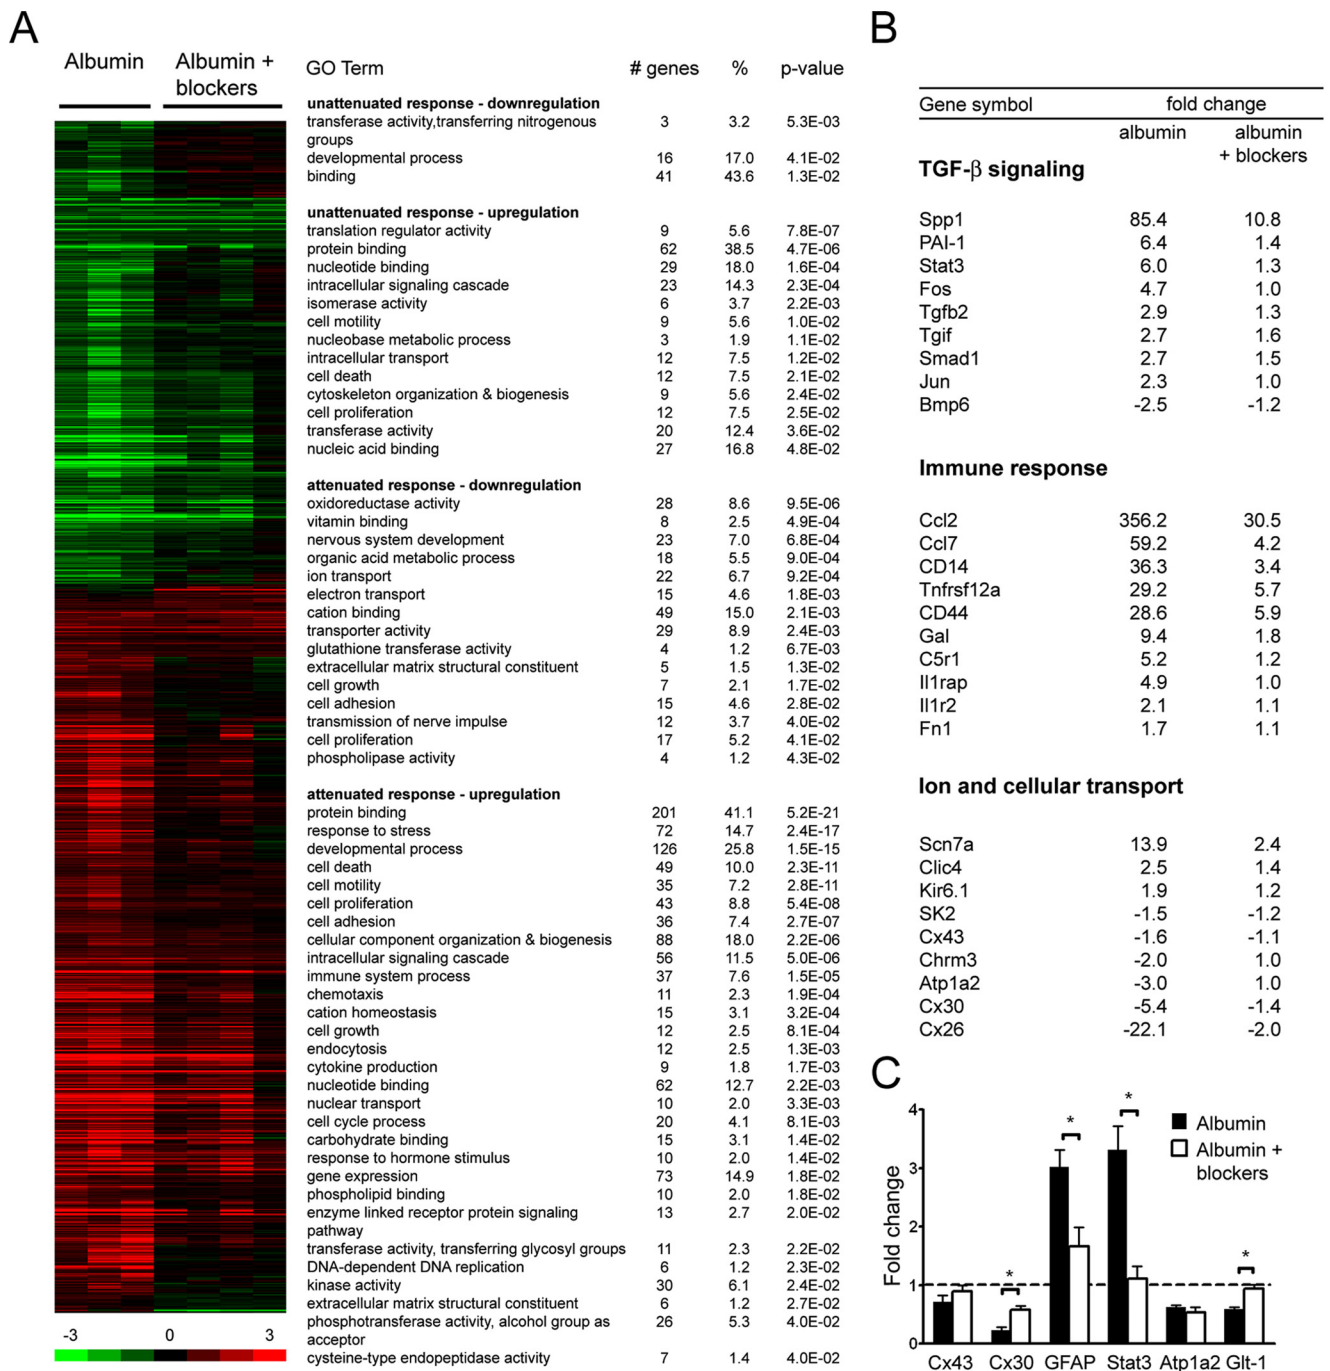 A
Albumin
Albumin +
blockers
GO Term # genes % p-value
unattenuated response - downregulation
transferase activity,transferring nitrogenous 3 3.2 5.3E-03
groups
developmental process 16 17.0 4.1E-02
binding 41 43.6 1.3E-02
unattenuated response - upregulation
translation regulator activity 9 5.6 7.8E-07
protein binding 62 38.5 4.7E-06
nucleotide binding 29 18.0 1.6E-04
intracellular signaling cascade 23 14.3 2.3E-04
isomerase activity 6 3.7 2.2E-03
cell motility 9 5.6 1.0E-02
nucleobase metabolic process 3 1.9 1.1E-02
intracellular transport 12 7.5 1.2E-02
cell death 12 7.5 2.1E-02
cytoskeleton organization & biogenesis 9 5.6 2.4E-02
cell proliferation 12 7.5 2.5E-02
transferase activity 20 12.4 3.6E-02
nucleic acid binding 27 16.8 4.8E-02
attenuated response - downregulation
oxidoreductase activity 28 8.6 9.5E-06
vitamin binding 8 2.5 4.9E-04
nervous system development 23 7.0 6.8E-04
organic acid metabolic process 18 5.5 9.0E-04
ion transport 22 6.7 9.2E-04
electron transport 15 4.6 1.8E-03
cation binding 49 15.0 2.1E-03
transporter activity 29 8.9 2.4E-03
glutathione transferase activity 4 1.2 6.7E-03
extracellular matrix structural constituent 5 1.5 1.3E-02
cell growth 7 2.1 1.7E-02
cell adhesion 15 4.6 2.8E-02
transmission of nerve impulse 12 3.7 4.0E-02
cell proliferation 17 5.2 4.1E-02
phospholipase activity 4 1.2 4.3E-02
attenuated response - upregulation
protein binding 201 41.1 5.2E-21
response to stress 72 14.7 2.4E-17
developmental process 126 25.8 1.5E-15
cell death 49 10.0 2.3E-11
cell motility 35 7.2 2.8E-11
cell proliferation 43 8.8 5.4E-08
cell adhesion 36 7.4 2.7E-07
cellular component organization & biogenesis 88 18.0 2.2E-06
intracellular signaling cascade 56 11.5 5.0E-06
immune system process 37 7.6 1.5E-05
chemotaxis 11 2.3 1.9E-04
cation homeostasis 15 3.1 3.2E-04
cell growth 12 2.5 8.1E-04
endocytosis 12 2.5 1.3E-03
cytokine production 9 1.8 1.7E-03
nucleotide binding 62 12.7 2.2E-03
nuclear transport 10 2.0 3.3E-03
cell cycle process 20 4.1 8.1E-03
carbohydrate binding 15 3.1 1.4E-02
response to hormone stimulus 10 2.0 1.4E-02
gene expression 73 14.9 1.8E-02
phospholipid binding 10 2.0 1.8E-02
enzyme linked receptor protein signaling 13 2.7 2.0E-02
pathway
transferase activity, transferring glycosyl groups 11 2.3 2.2E-02
DNA-dependent DNA replication 6 1.2 2.3E-02
kinase activity 30 6.1 2.4E-02
extracellular matrix structural constituent 6 1.2 2.7E-02
phosphotransferase activity, alcohol group as 26 5.3 4.0E-02
acceptor
cysteine-type endopeptidase activity 7 1.4 4.0E-02
-3 0 3
B
Gene symbol fold change
albumin albumin
+ blockers
TGF-β signaling
Spp1 85.4 10.8
PAI-1 6.4 1.4
Stat3 6.0 1.3
Fos 4.7 1.0
Tgfb2 2.9 1.3
Tgif 2.7 1.6
Smad1 2.7 1.5
Jun 2.3 1.0
Bmp6 -2.5 -1.2
Immune response
Ccl2 356.2 30.5
Ccl7 59.2 4.2
CD14 36.3 3.4
Tnfrsf12a 29.2 5.7
CD44 28.6 5.9
Gal 9.4 1.8
C5r1 5.2 1.2
Il1rap 4.9 1.0
Il1r2 2.1 1.1
Fn1 1.7 1.1
Ion and cellular transport
Scn7a 13.9 2.4
Clic4 2.5 1.4
Kir6.1 1.9 1.2
SK2 -1.5 -1.2
Cx43 -1.6 -1.1
Chrm3 -2.0 1.0
Atp1a2 -3.0 1.0
Cx30 -5.4 -1.4
Cx26 -22.1 -2.0
C
Fold change
4
3
2
1
0
* * * *
Albumin
Albumin +
blockers
Cx43 Cx30 GFAP Stat3 Atp1a2 Glt-1